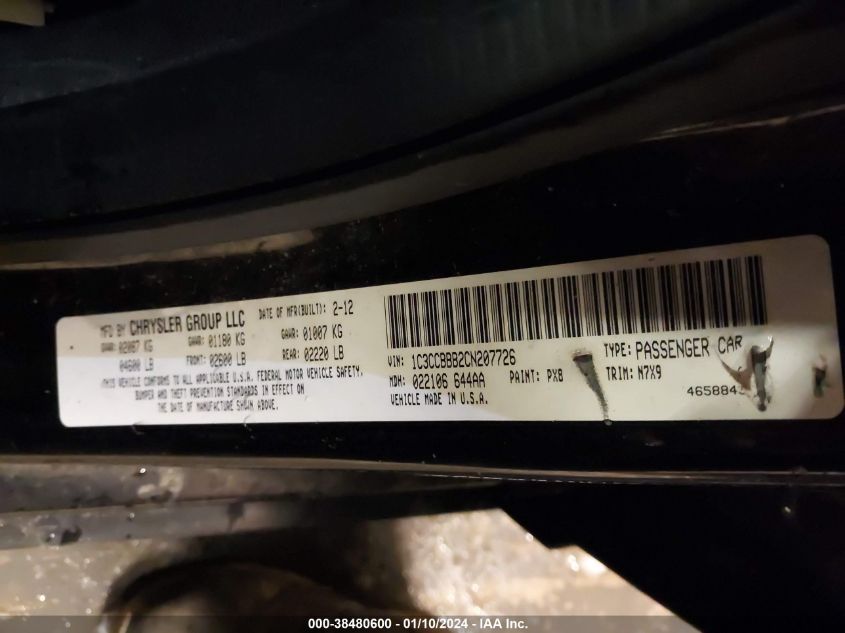 MFD BY CHRYSLER GROUP LLC DATE OF MFR(BUILT): 2-12
GVWR: 02087 KG GAWR: 01180 KG GAWR: 01007 KG
04600 LB FRONT: 02600 LB REAR: 02220 LB
THIS VEHICLE CONFORMS TO ALL APPLICABLE U.S.A. FEDERAL MOTOR VEHICLE SAFETY,
BUMPER AND THEFT PREVENTION STANDARDS IN EFFECT ON
THE DATE OF MANUFACTURE SHOWN ABOVE.
VIN: 1C3CCBBB2CN207726 TYPE: PASSENGER CAR
MDH: 022106 644AA PAINT: PX8 TRIM: N7X9
VEHICLE MADE IN U.S.A.
000-38480600 - 01/10/2024 - IAA Inc.